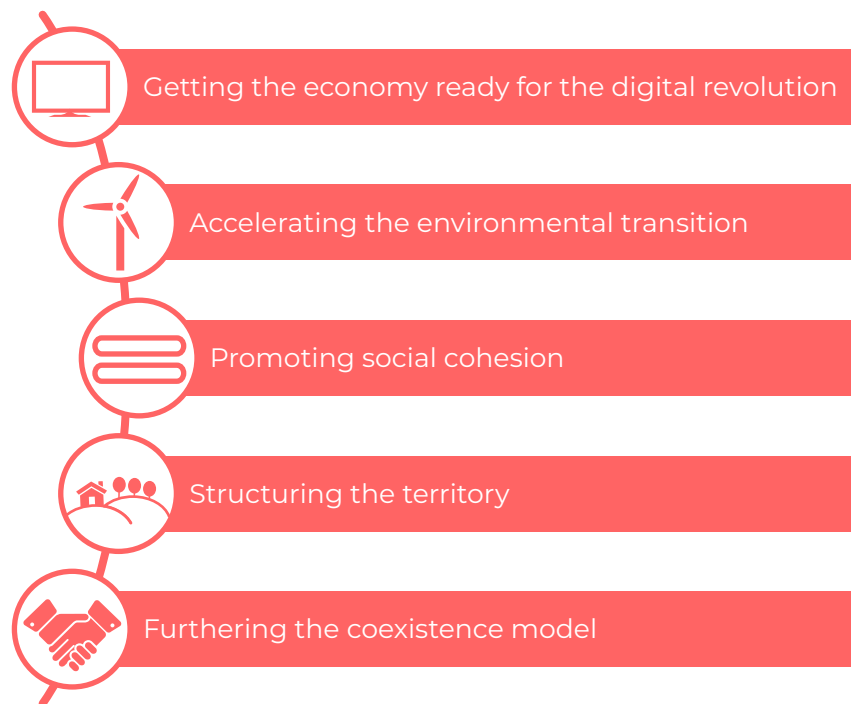 Getting the economy ready for the digital revolution
Accelerating the environmental transition
Promoting social cohesion
Structuring the territory
Furthering the coexistence model